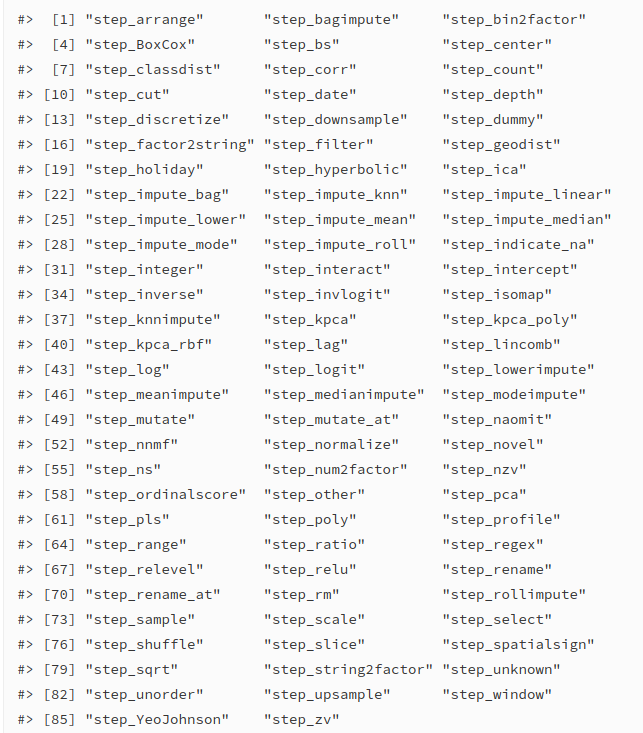 #>  [1] "step_arrange"       "step_bagimpute"     "step_bin2factor"
#>  [4] "step_BoxCox"        "step_bs"            "step_center"
#>  [7] "step_classdist"     "step_corr"          "step_count"
#> [10] "step_cut"           "step_date"          "step_depth"
#> [13] "step_discretize"    "step_downsample"    "step_dummy"
#> [16] "step_factor2string" "step_filter"        "step_geodist"
#> [19] "step_holiday"       "step_hyperbolic"    "step_ica"
#> [22] "step_impute_bag"    "step_impute_knn"    "step_impute_linear"
#> [25] "step_impute_lower"  "step_impute_mean"   "step_impute_median"
#> [28] "step_impute_mode"   "step_impute_roll"   "step_indicate_na"
#> [31] "step_integer"       "step_interact"      "step_intercept"
#> [34] "step_inverse"       "step_invlogit"      "step_isomap"
#> [37] "step_knnimpute"     "step_kpca"          "step_kpca_poly"
#> [40] "step_kpca_rbf"      "step_lag"           "step_lincomb"
#> [43] "step_log"           "step_logit"         "step_lowerimpute"
#> [46] "step_meanimpute"    "step_medianimpute"  "step_modeimpute"
#> [49] "step_mutate"        "step_mutate_at"     "step_naomit"
#> [52] "step_nnmf"          "step_normalize"     "step_novel"
#> [55] "step_ns"            "step_num2factor"    "step_nzv"
#> [58] "step_ordinalscore"  "step_other"         "step_pca"
#> [61] "step_pls"           "step_poly"          "step_profile"
#> [64] "step_range"         "step_ratio"         "step_regex"
#> [67] "step_relevel"       "step_relu"          "step_rename"
#> [70] "step_rename_at"     "step_rm"            "step_rollimpute"
#> [73] "step_sample"        "step_scale"         "step_select"
#> [76] "step_shuffle"       "step_slice"         "step_spatialsign"
#> [79] "step_sqrt"          "step_string2factor" "step_unknown"
#> [82] "step_unorder"       "step_upsample"      "step_window"
#> [85] "step_YeoJohnson"    "step_zv"